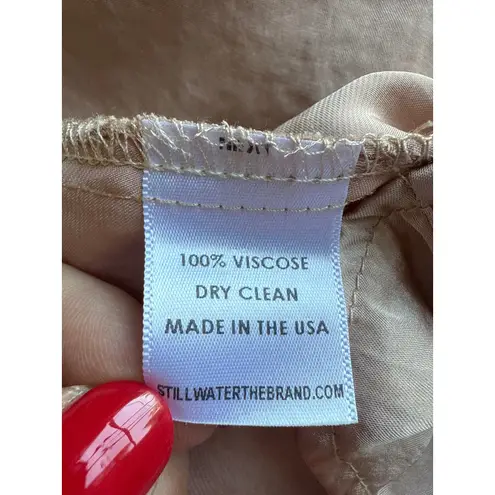 100% VISCOSE
DRY CLEAN
MADE IN THE USA
STILLWATERTHEBRAND.COM